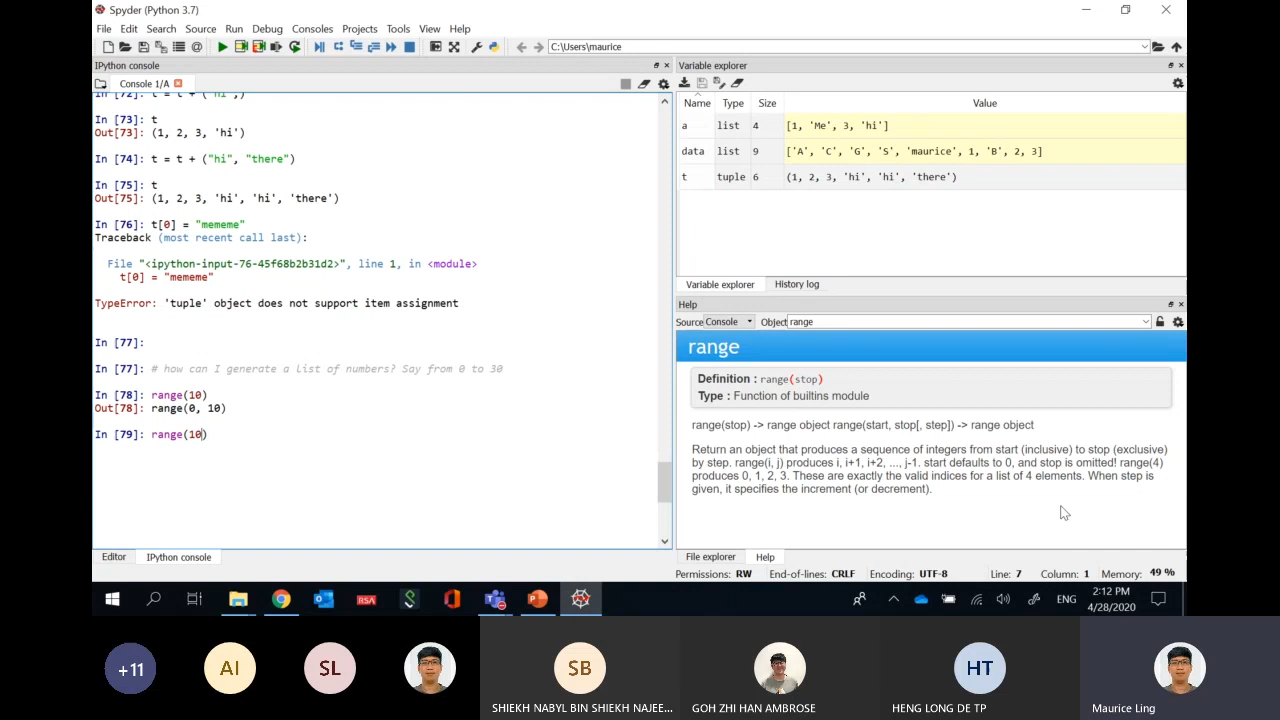 Spyder (Python 3.7)
File Edit Search Source Run Debug Consoles Projects Tools View Help
C:\Users\maurice
IPython console
Console 1/A
In [72]: t = t + ("hi",)
In [73]: t
Out[73]: (1, 2, 3, 'hi')
In [74]: t = t + ("hi", "there")
In [75]: t
Out[75]: (1, 2, 3, 'hi', 'hi', 'there')
In [76]: t[0] = "mememe"
Traceback (most recent call last):
File "<ipython-input-76-45f68b2b31d2>", line 1, in <module>
t[0] = "mememe"
TypeError: 'tuple' object does not support item assignment
In [77]:
In [77]: # how can I generate a list of numbers? Say from 0 to 30
In [78]: range(10)
Out[78]: range(0, 10)
In [79]: range(10)
Editor IPython console
Variable explorer
Name Type Size Value
a list 4 [1, 'Me', 3, 'hi']
data list 9 ['A', 'C', 'G', 'S', 'maurice', 1, 'B', 2, 3]
t tuple 6 (1, 2, 3, 'hi', 'hi', 'there')
Variable explorer History log
Help
Source Console Object range
range
Definition : range(stop)
Type : Function of builtins module
range(stop) -> range object range(start, stop[, step]) -> range object
Return an object that produces a sequence of integers from start (inclusive) to stop (exclusive)
by step. range(i, j) produces i, i+1, i+2, ..., j-1. start defaults to 0, and stop is omitted! range(4)
produces 0, 1, 2, 3. These are exactly the valid indices for a list of 4 elements. When step is
given, it specifies the increment (or decrement).
File explorer Help
Permissions: RW End-of-lines: CRLF Encoding: UTF-8 Line: 7 Column: 1 Memory: 49 %
RSA
ENG
2:12 PM
4/28/2020
+11 AI SL SB HT
SHIEKH NABYL BIN SHIEKH NAJEE... GOH ZHI HAN AMBROSE HENG LONG DE TP Maurice Ling